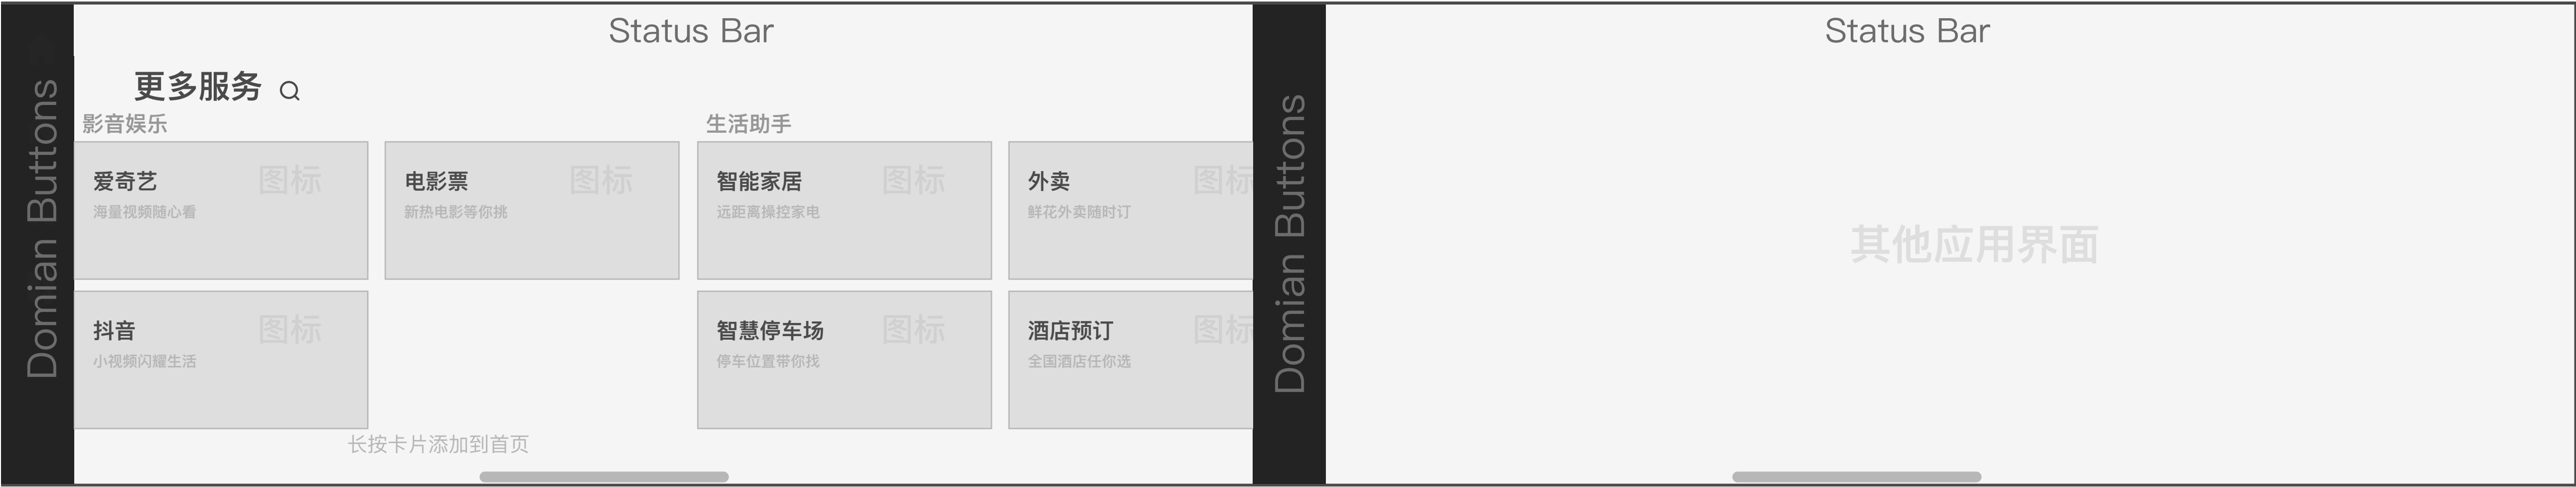 Status Bar
更多服务
影音娱乐
生活助手
爱奇艺
图标
海量视频随心看
电影票
图标
新热电影等你挑
智能家居
图标
远距离操控家电
外卖
图标
鲜花外卖随时订
抖音
图标
小视频闪耀生活
智慧停车场
图标
停车位置带你找
酒店预订
图标
全国酒店任你选
长按卡片添加到首页
Domian Buttons
Domian Buttons
Status Bar
其他应用界面